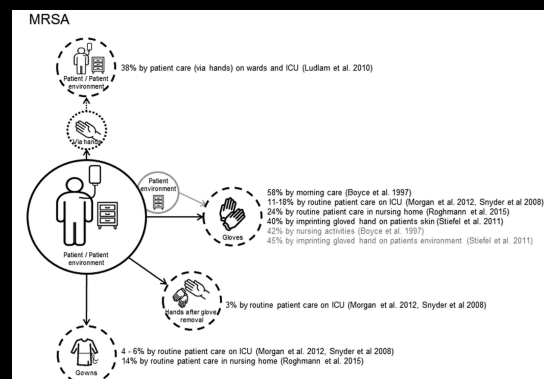 MRSA
Patient / Patient
environment
38% by patient care (via hands) on wards and ICU (Ludlam et al. 2010)
Via hands
Patient
environment
58% by morning care (Boyce et al. 1997)
11-18% by routine patient care on ICU (Morgan et al. 2012, Snyder et al 2008)
24% by routine patient care in nursing home (Roghmann et al. 2015)
40% by imprinting gloved hand on patients skin (Stiefel et al. 2011)
42% by nursing activities (Boyce et al. 1997)
45% by imprinting gloved hand on patients environment (Stiefel et al. 2011)
Gloves
Patient / Patient
environment
3% by routine patient care on ICU (Morgan et al. 2012, Snyder et al 2008)
Hands after glove
removal
4 - 6% by routine patient care on ICU (Morgan et al. 2012, Snyder et al. 2008)
14% by routine patient care in nursing home (Roghmann et al. 2015)
Gowns